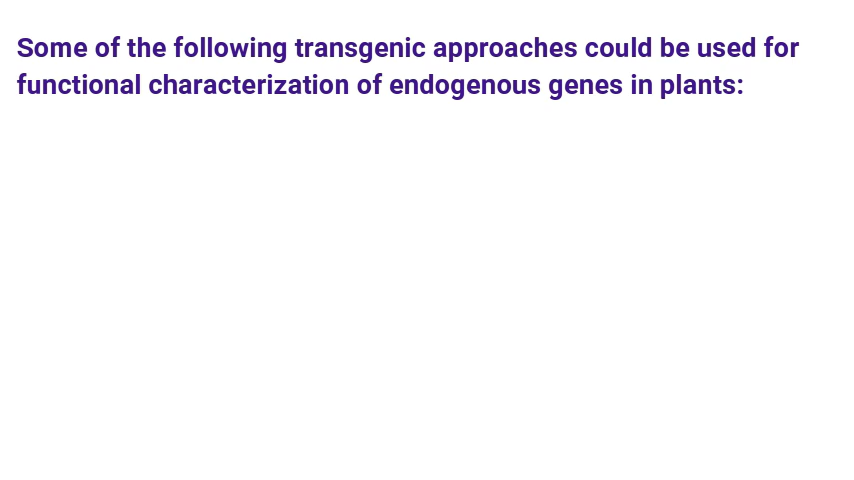 Some of the following transgenic approaches could be used for
functional characterization of endogenous genes in plants: